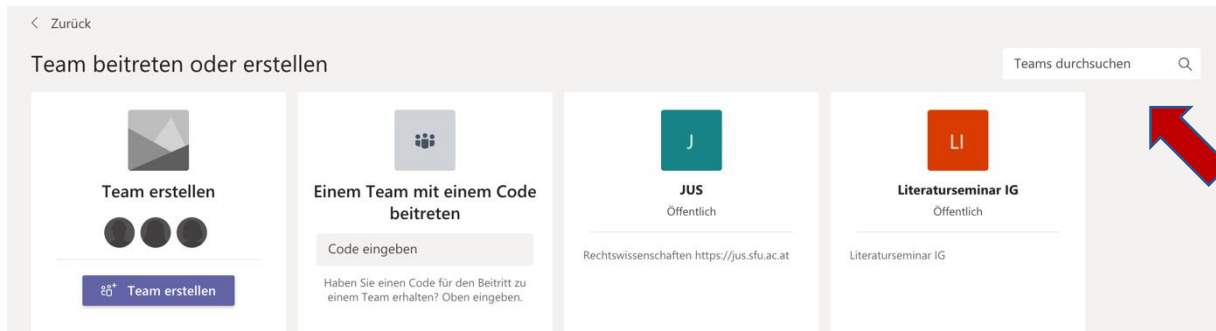 Zurück
Team beitreten oder erstellen
Teams durchsuchen
Team erstellen
Team erstellen
Einem Team mit einem Code
beitreten
Code eingeben
Haben Sie einen Code für den Beitritt zu
einem Team erhalten? Oben eingeben.
J
JUS
Öffentlich
Rechtswissenschaften https://jus.sfu.ac.at
LI
Literaturseminar IG
Öffentlich
Literaturseminar IG